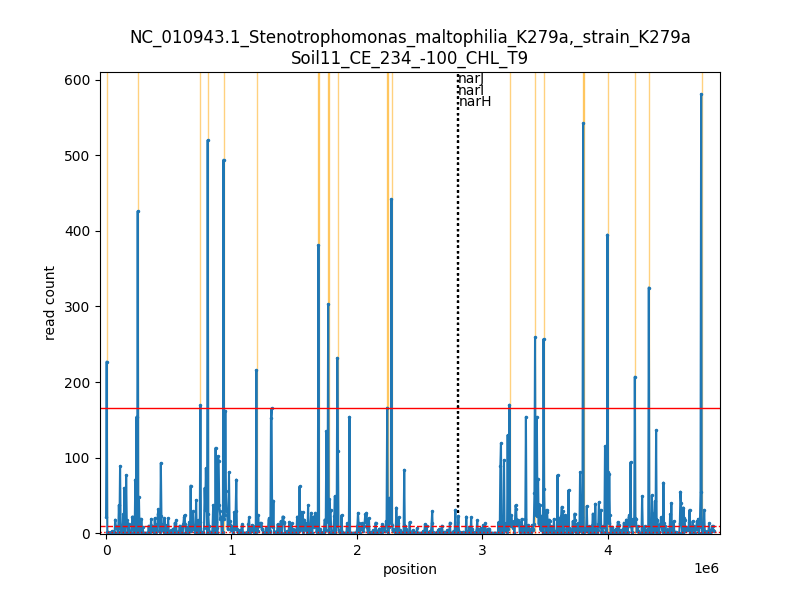 NC_010943.1_Stenotrophomonas_maltophilia_K279a,_strain_K279a
Soil11_CE_234_-100_CHL_T9
narJ
narI
narH
600
500
400
300
200
100
0
read count
0 1 2 3 4
1e6
position